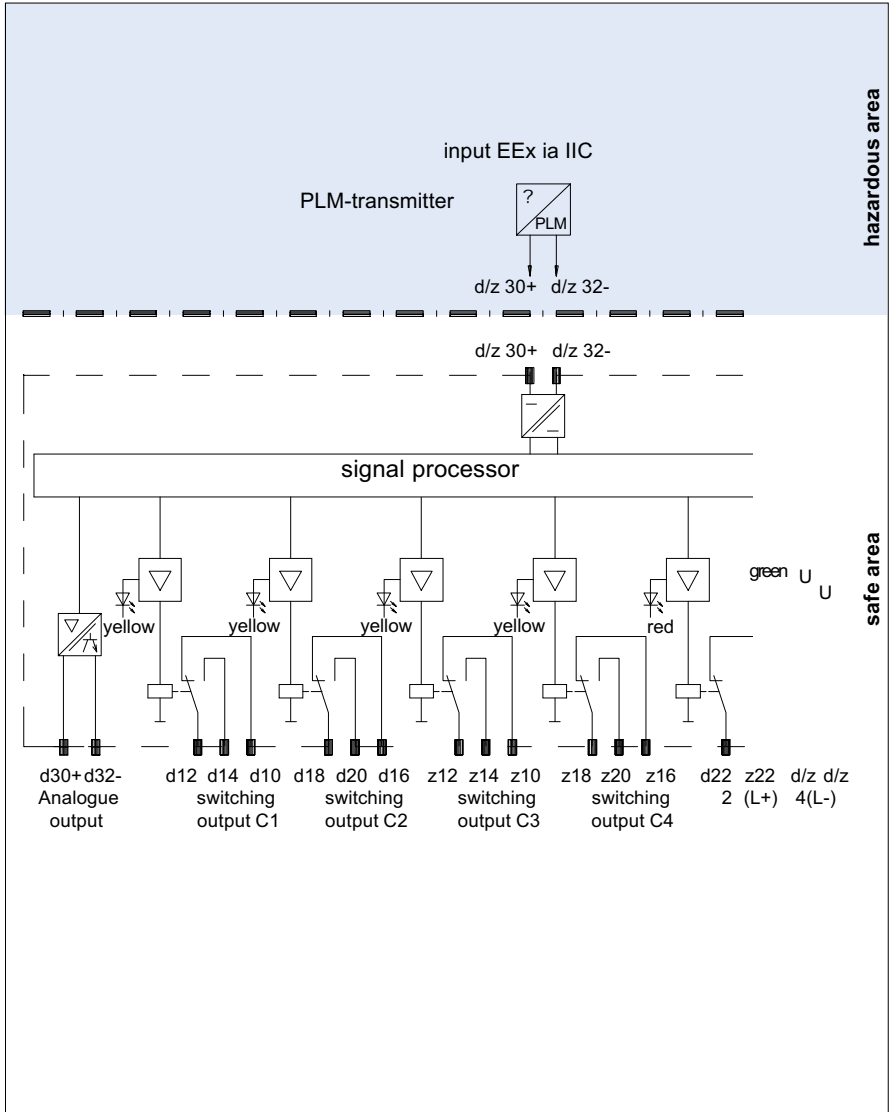 hazardous area
input EEx ia IIC
PLM-transmitter
?
PLM
d/z 30+ d/z 32-
d/z 30+ d/z 32-
signal processor
safe area
green U
U
yellow yellow yellow yellow red
d30+ d32- d12 d14 d10 d18 d20 d16 z12 z14 z10 z18 z20 z16 d22 z22 d/z d/z
Analogue switching switching switching switching 2 (L+) 4(L-)
output output C1 output C2 output C3 output C4